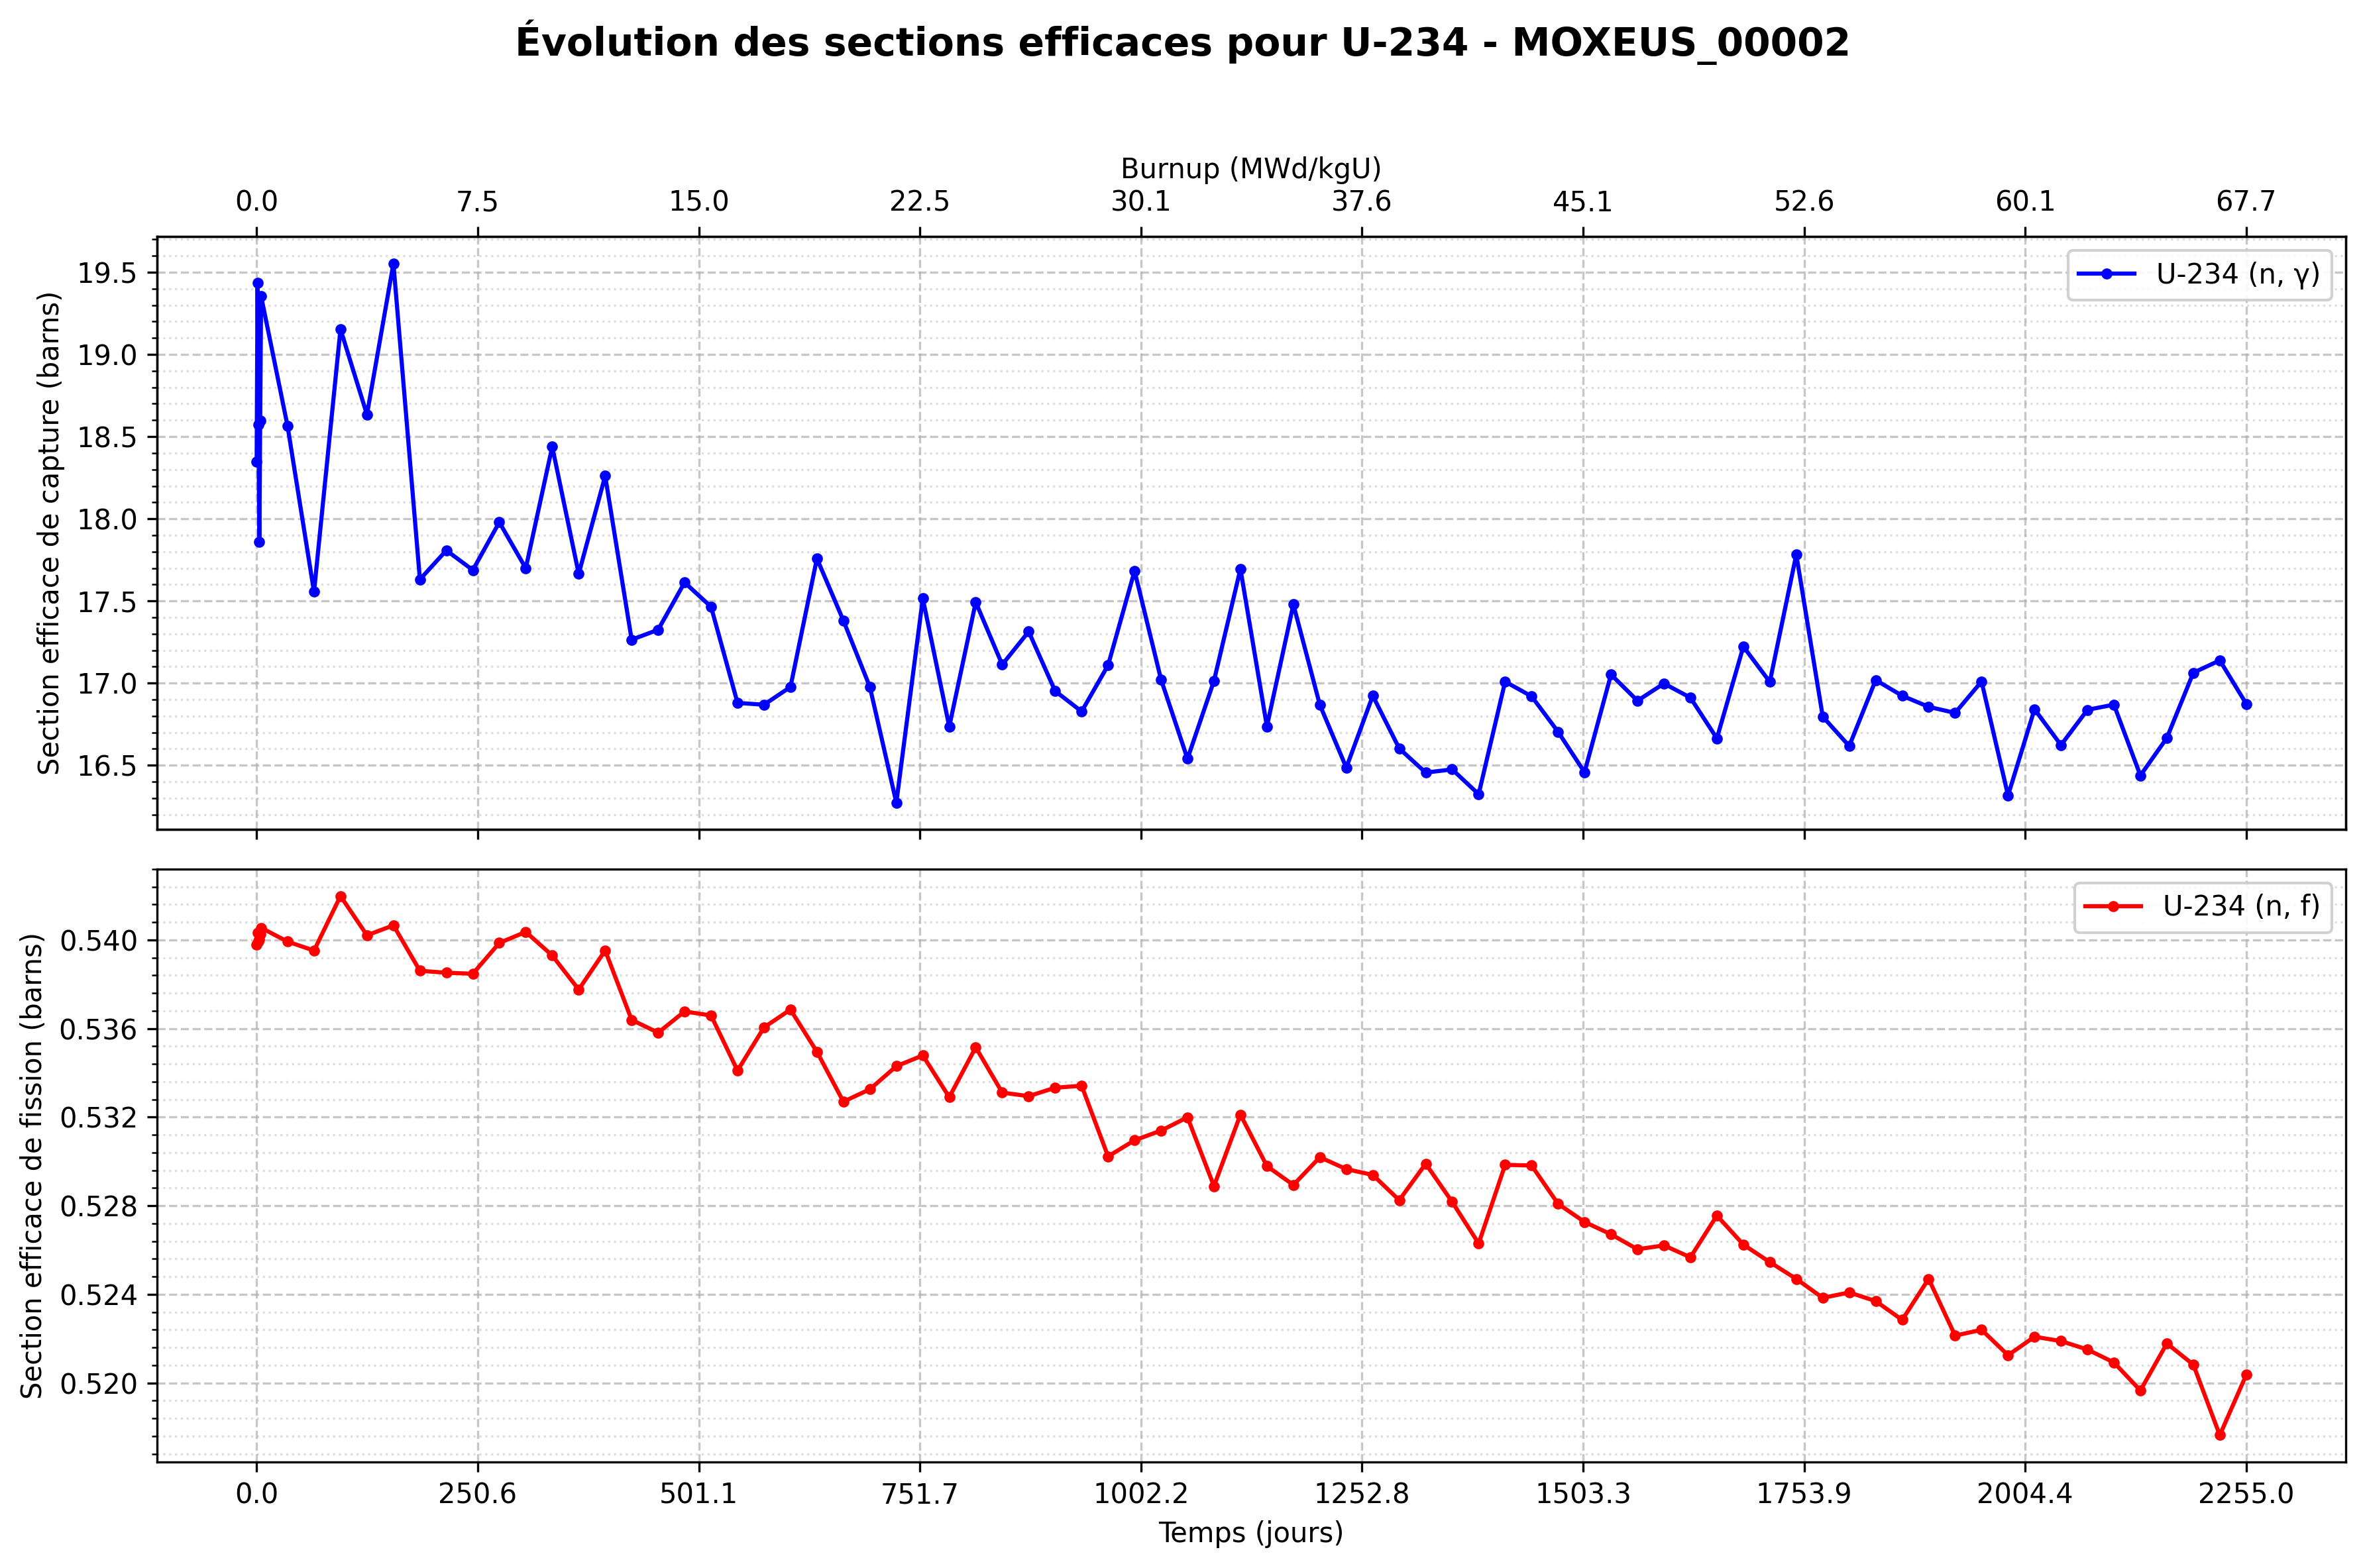 Évolution des sections efficaces pour U-234 - MOXEUS_00002
Burnup (MWd/kgU)
0.0 7.5 15.0 22.5 30.1 37.6 45.1 52.6 60.1 67.7
Section efficace de capture (barns)
19.5
19.0
18.5
18.0
17.5
17.0
16.5
U-234 (n, γ)
Section efficace de fission (barns)
0.540
0.536
0.532
0.528
0.524
0.520
U-234 (n, f)
0.0 250.6 501.1 751.7 1002.2 1252.8 1503.3 1753.9 2004.4 2255.0
Temps (jours)